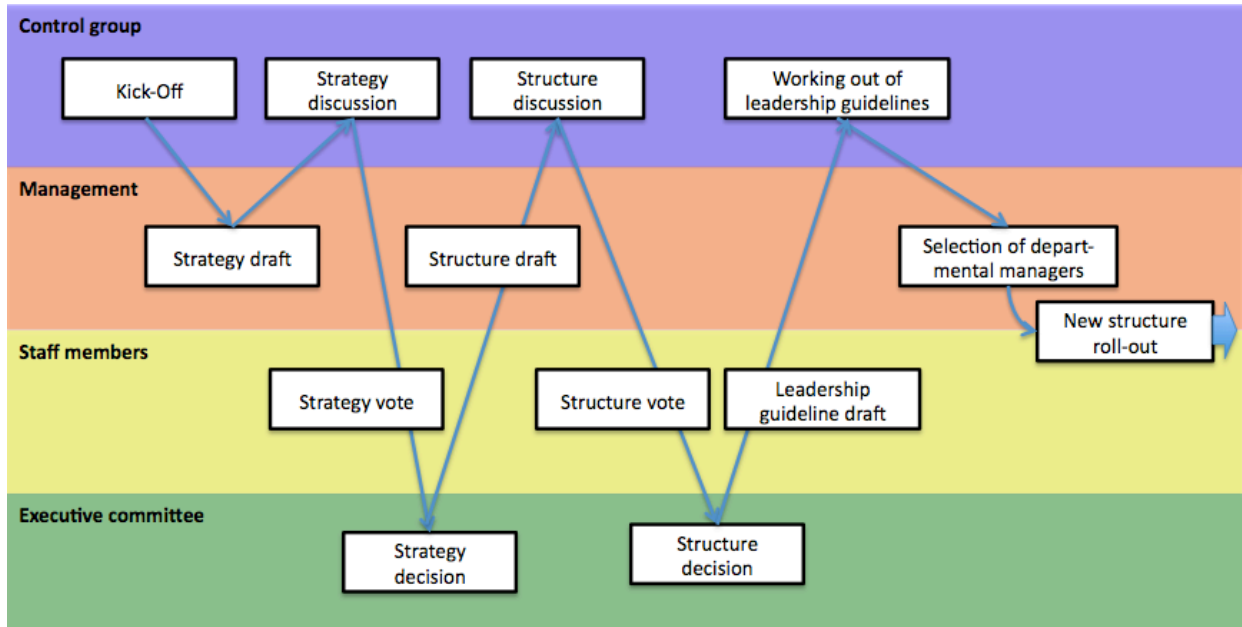 Control group
Kick-Off
Strategy
discussion
Structure
discussion
Working out of
leadership guidelines
Management
Strategy draft
Structure draft
Selection of depart-
mental managers
New structure
roll-out
Staff members
Strategy vote
Structure vote
Leadership
guideline draft
Executive committee
Strategy
decision
Structure
decision